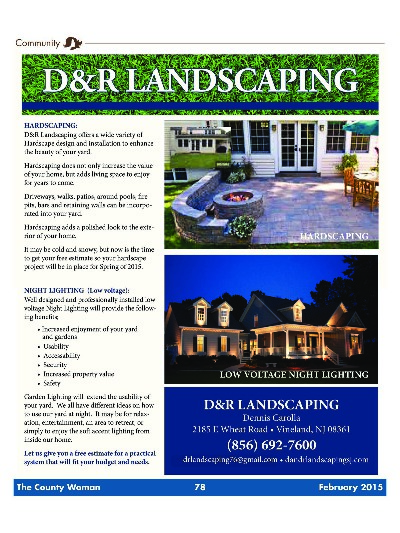 Community
D&R LANDSCAPING
HARDSCAPING:
D&R Landscaping offers a wide variety of
Hardscape design and installation to enhance
the beauty of your yard.
Hardscaping does not only increase the value
of your home, but adds living space to enjoy
for years to come.
Driveways, walks, patios, around pools, fire
pits, bars and retaining walls can be incorpo-
rated into your yard.
Hardscaping adds a polished look to the exte-
rior of your home.
It may be cold and snowy, but now is the time
to get your free estimate so your hardscape
project will be in place for Spring of 2015.
NIGHT LIGHTING (Low voltage):
Well designed and professionally installed low
voltage Night Lighting will provide the follow-
ing benefits;
• Increased enjoyment of your yard
and gardens
• Usability
• Accessability
• Security
• Increased property value
• Safety
Garden Lighting will extend the usability of
your yard. We all have different ideas on how
to use our yard at night. It may be for relax-
ation, entertainment, an area to retreat, or
simply to enjoy the soft accent lighting from
inside our home.
Let us give you a free estimate for a practical
system that will fit your budget and needs.
HARDSCAPING
LOW VOLTAGE NIGHT LIGHTING
D&R LANDSCAPING
Dennis Carolla
2185 E Wheat Road • Vineland, NJ 08361
(856) 692-7600
drlandscaping76@gmail.com • dandrlandscapingsj.com
The County Woman 78 February 2015